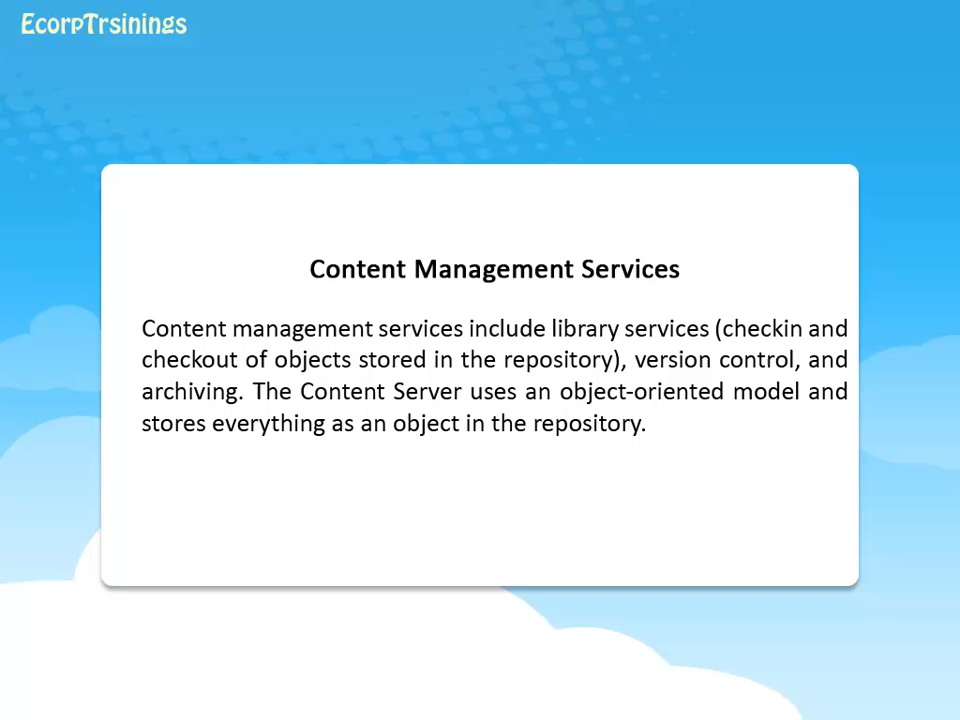 EcorpTrsinings
Content Management Services
Content management services include library services (checkin and
checkout of objects stored in the repository), version control, and
archiving. The Content Server uses an object-oriented model and
stores everything as an object in the repository.